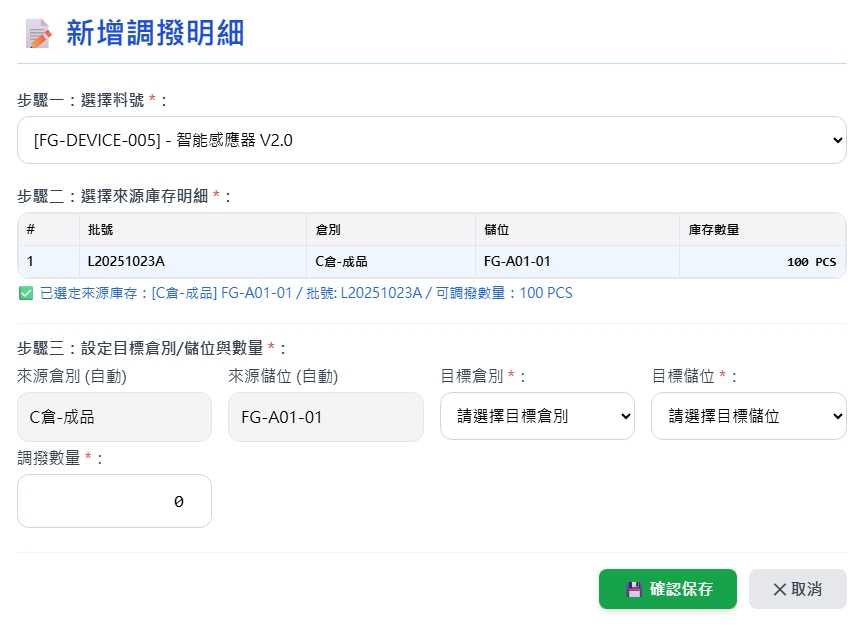 新增調撥明細
步驟一：選擇料號 * ：
[FG-DEVICE-005] - 智能感應器 V2.0
步驟二：選擇來源庫存明細 * ：
# 批號 倉別 儲位 庫存數量
1 L20251023A C倉-成品 FG-A01-01 100 PCS
已選定來源庫存：[C倉-成品] FG-A01-01 / 批號: L20251023A / 可調撥數量：100 PCS
步驟三：設定目標倉別/儲位與數量 * ：
來源倉別 (自動) 來源儲位 (自動) 目標倉別 * ： 目標儲位 * ：
C倉-成品 FG-A01-01 請選擇目標倉別 請選擇目標儲位
調撥數量 * ：
0
確認保存 取消